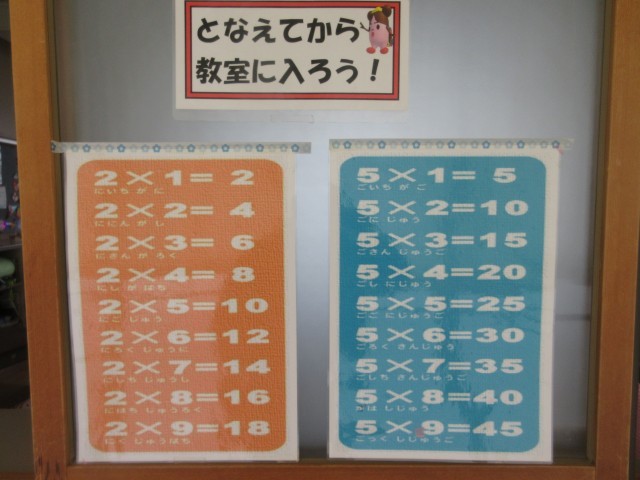 となえてから
教室に入ろう！
2×1= 2
にいち が に
2×2= 4
ににん が し
2×3= 6
にさん が ろく
2×4= 8
にし が はち
2×5=10
にご じゅう
2×6=12
にろく じゅうに
2×7=14
にしち じゅうし
2×8=16
にはち じゅうろく
2×9=18
にく じゅうはち
5×1= 5
ごいち が ご
5×2=10
ごに じゅう
5×3=15
ごさん じゅうご
5×4=20
ごし にじゅう
5×5=25
ごご にじゅうご
5×6=30
ごろく さんじゅう
5×7=35
ごしち さんじゅうご
5×8=40
ごは しじゅう
5×9=45
ごっく しじゅうご